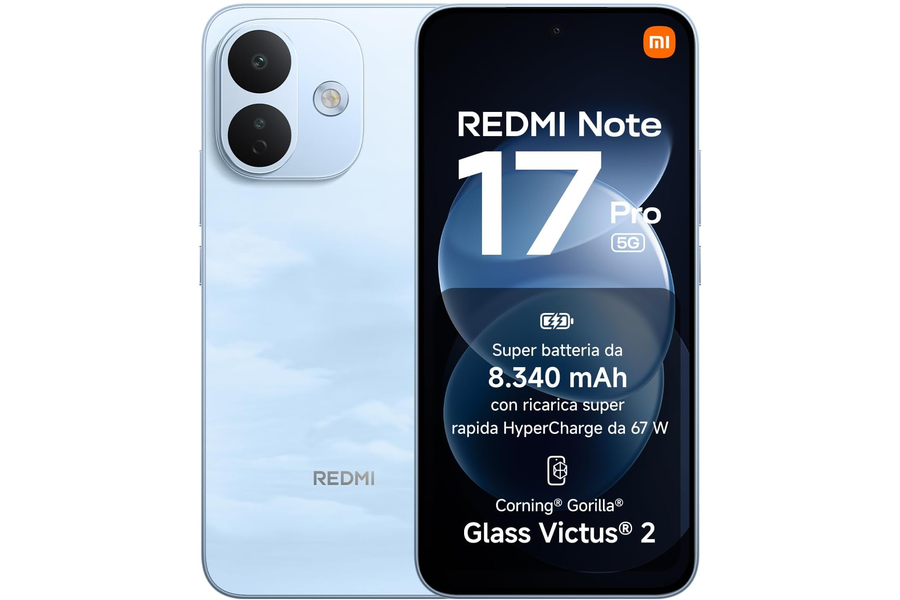 REDMI Note
17
Pro
5G
Super batteria da
8.340 mAh
con ricarica super
rapida HyperCharge da 67 W
Corning® Gorilla®
Glass Victus® 2
REDMI
mi